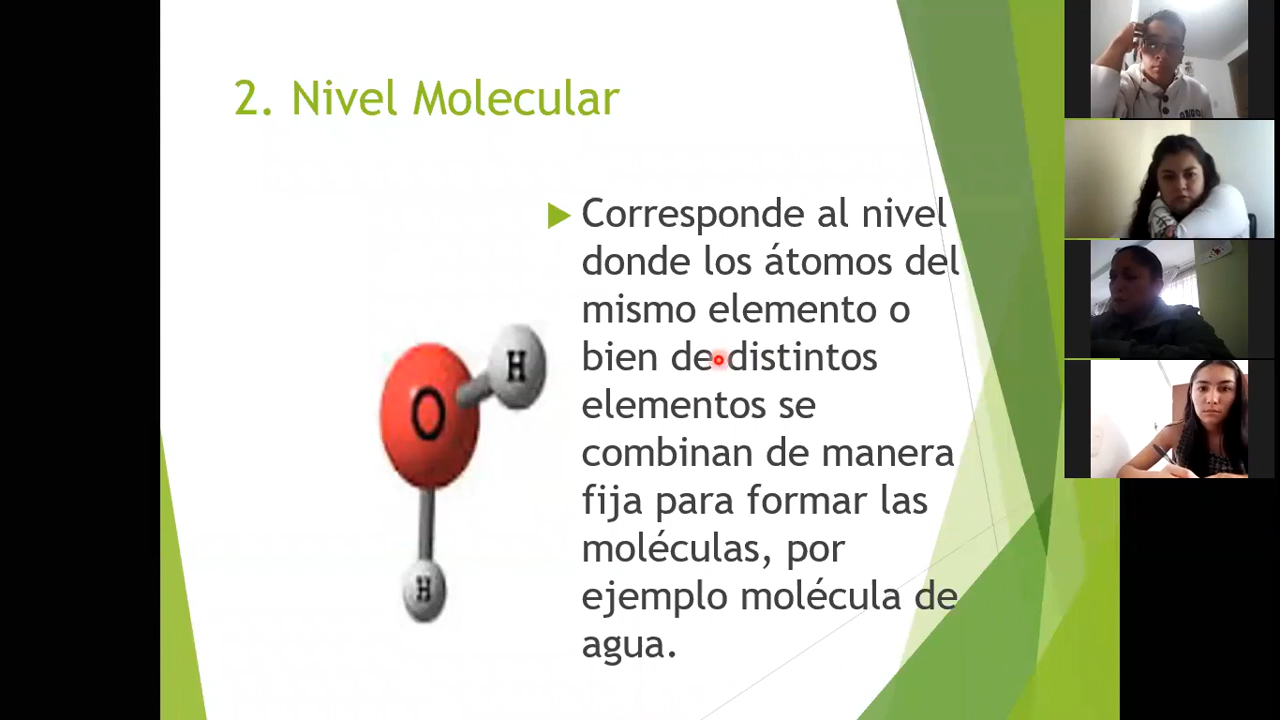 2. Nivel Molecular
Corresponde al nivel
donde los átomos del
mismo elemento o
bien de distintos
elementos se
combinan de manera
fija para formar las
moléculas, por
ejemplo molécula de
agua.
H
O
H